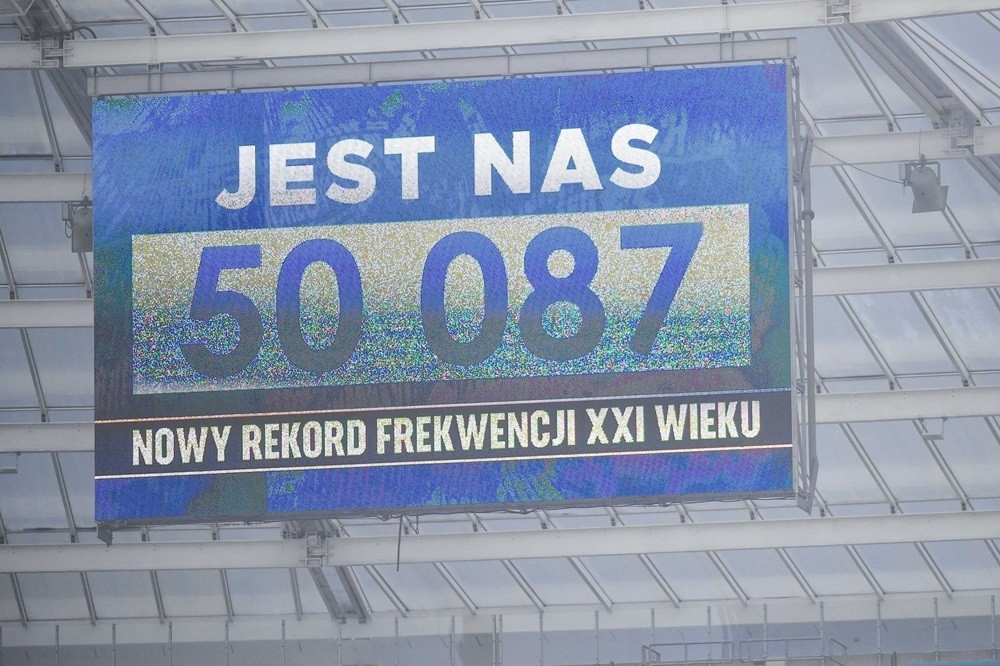 JEST NAS
50 087
NOWY REKORD FREKWENCJI XXI WIEKU